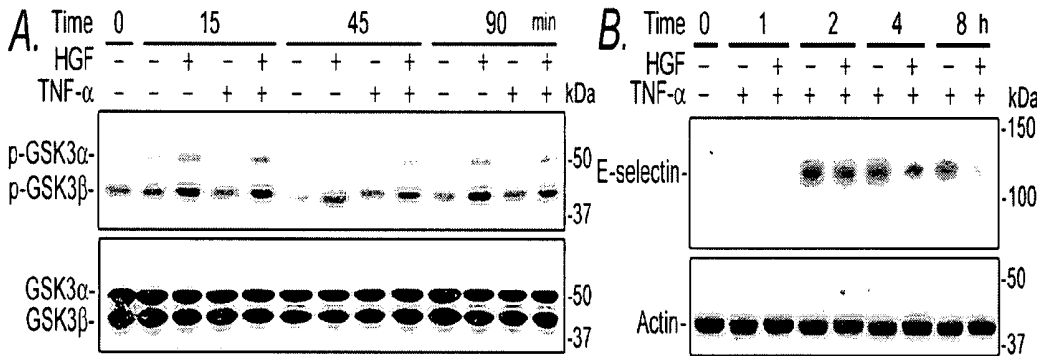 A. Time 0 15 45 90 min
HGF - - + - + - + - + - + - +
TNF-α - - - + + - - + + - - + + kDa
p-GSK3α- -50
p-GSK3β-
-37
GSK3α- -50
GSK3β-
-37
B. Time 0 1 2 4 8 h
HGF - - + - + - + - +
TNF-α - + + + + + + + + kDa
-150
E-selectin-
-100
-50
Actin-
-37